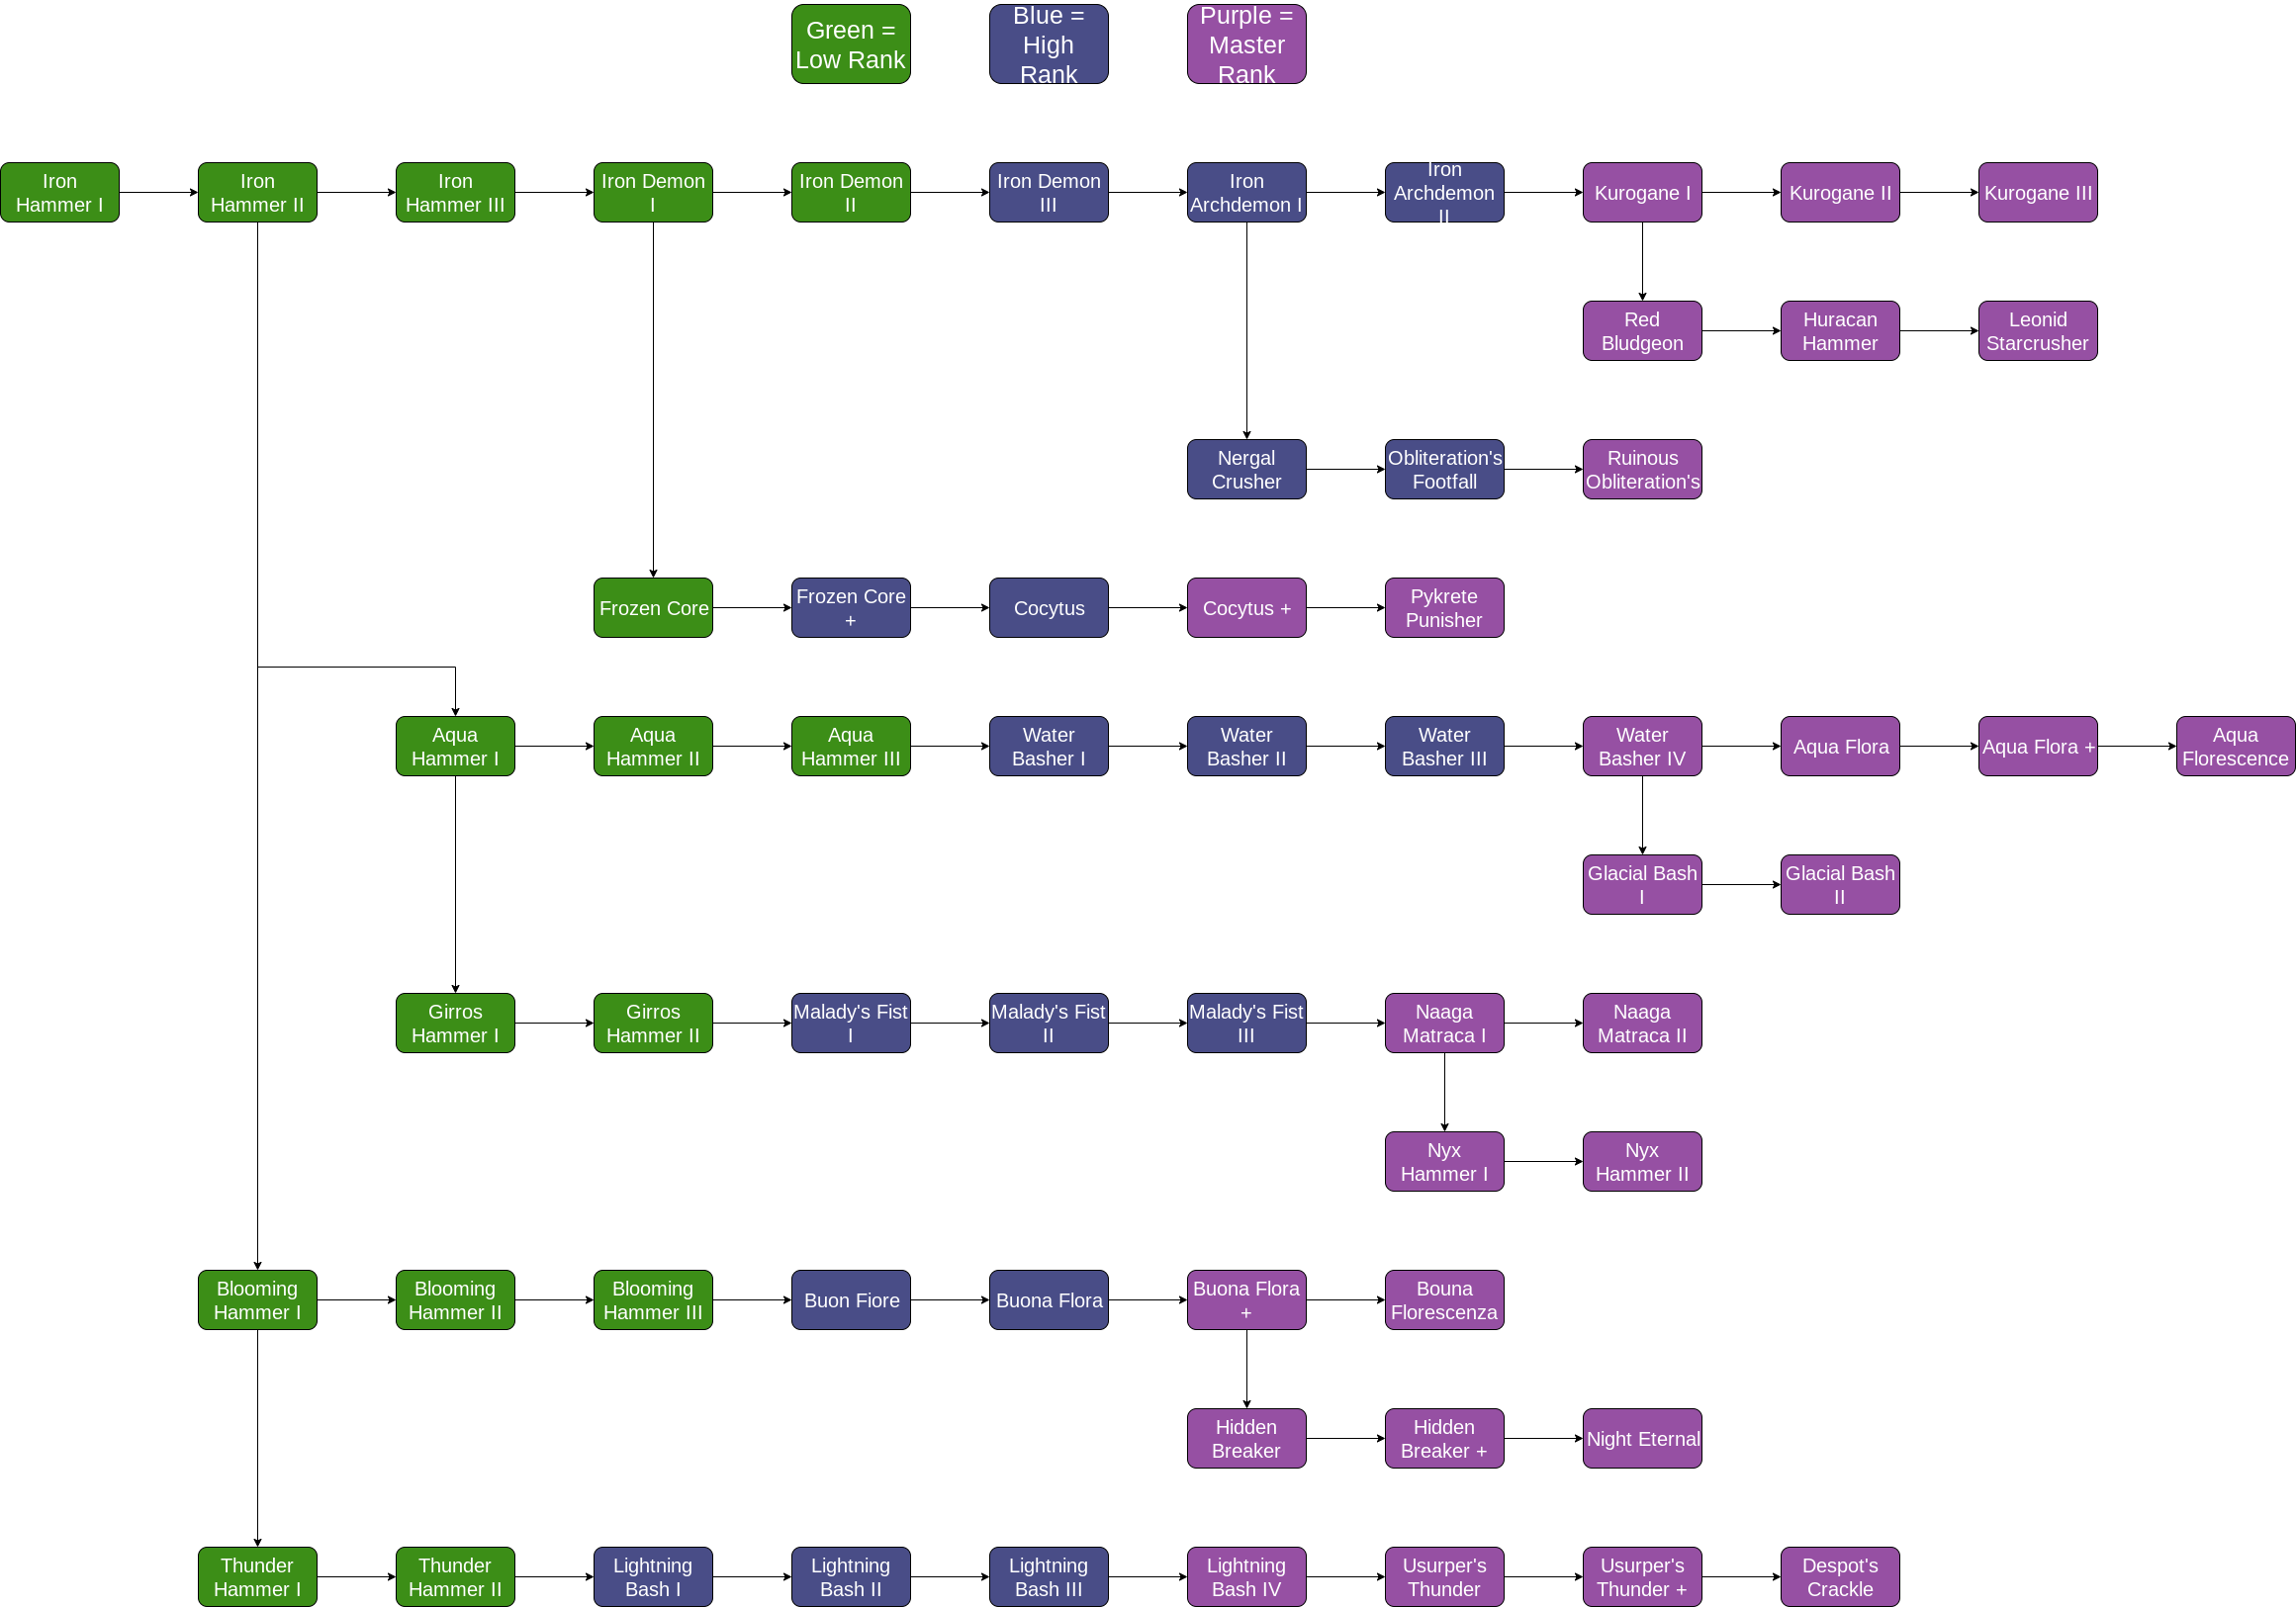 Green =
Low Rank
Blue =
High
Rank
Purple =
Master
Rank
Iron
Hammer I
Iron
Hammer II
Iron
Hammer III
Iron Demon
I
Iron Demon
II
Iron Demon
III
Iron
Archdemon I
Iron
Archdemon
II
Kurogane I
Kurogane II
Kurogane III
Red
Bludgeon
Huracan
Hammer
Leonid
Starcrusher
Nergal
Crusher
Obliteration's
Footfall
Ruinous
Obliteration's
Frozen Core
Frozen Core
+
Cocytus
Cocytus +
Pykrete
Punisher
Aqua
Hammer I
Aqua
Hammer II
Aqua
Hammer III
Water
Basher I
Water
Basher II
Water
Basher III
Water
Basher IV
Aqua Flora
Aqua Flora +
Aqua
Florescence
Glacial Bash
I
Glacial Bash
II
Girros
Hammer I
Girros
Hammer II
Malady's Fist
I
Malady's Fist
II
Malady's Fist
III
Naaga
Matraca I
Naaga
Matraca II
Nyx
Hammer I
Nyx
Hammer II
Blooming
Hammer I
Blooming
Hammer II
Blooming
Hammer III
Buon Fiore
Buona Flora
Buona Flora
+
Bouna
Florescenza
Hidden
Breaker
Hidden
Breaker +
Night Eternal
Thunder
Hammer I
Thunder
Hammer II
Lightning
Bash I
Lightning
Bash II
Lightning
Bash III
Lightning
Bash IV
Usurper's
Thunder
Usurper's
Thunder +
Despot's
Crackle